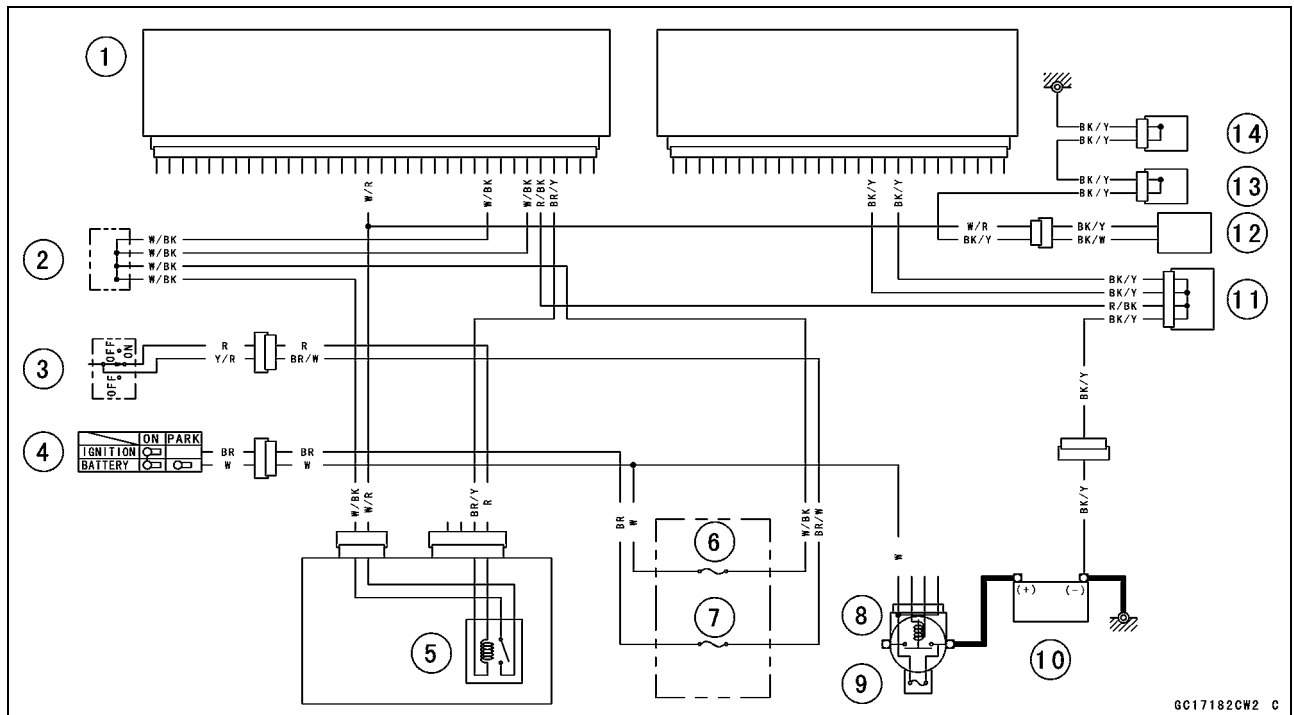 1
14
13
12
11
2
3
4
5
6
7
8
9
10
W/R
W/BK
W/BK
R/BK
BR/Y
BK/Y
BK/Y
BK/Y
BK/Y
BK/Y
BK/Y
W/R
BK/Y
BK/Y
BK/W
BK/Y
BK/Y
R/BK
BK/Y
W/BK
W/BK
W/BK
W/BK
OFF
ON
OFF
R
Y/R
R
BR/W
ON PARK
IGNITION
BATTERY
BR
W
BR
W
W/BK
W/R
BR/Y
R
BR
W
W/BK
BR/W
W
BK/Y
BK/Y
(+)
(-)
GC17182CW2 C